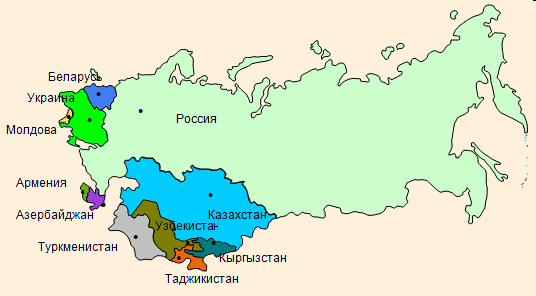 Беларусь
Украина
Россия
Молдова
Армения
Азербайджан
Казахстан
Узбекистан
Туркменистан
Кыргызстан
Таджикистан